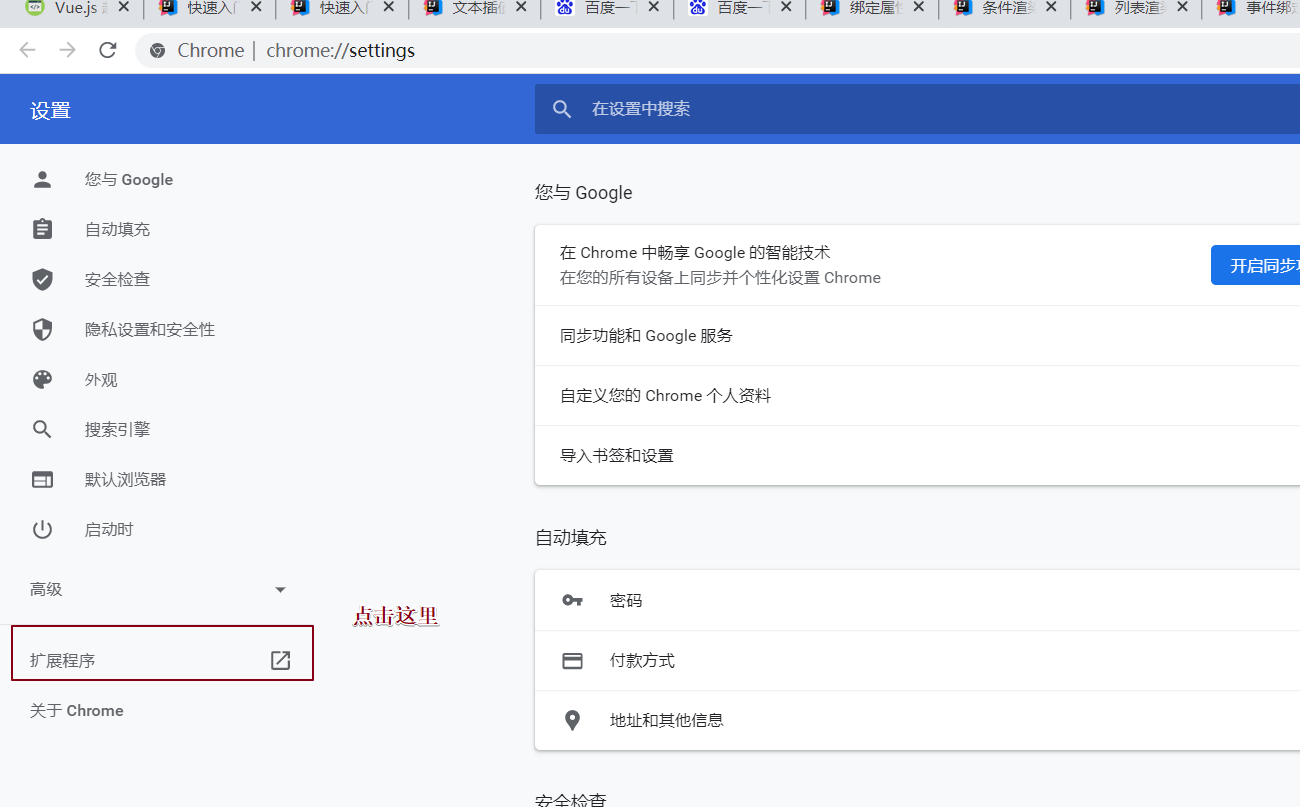 Vue.js
快速入门
快速入门
文本插
百度一下
百度一下
绑定属性
条件渲
列表渲
事件绑
Chrome | chrome://settings
设置
在设置中搜索
您与 Google
自动填充
安全检查
隐私设置和安全性
外观
搜索引擎
默认浏览器
启动时
高级
扩展程序
关于 Chrome
点击这里
您与 Google
在 Chrome 中畅享 Google 的智能技术
在您的所有设备上同步并个性化设置 Chrome
开启同步
同步功能和 Google 服务
自定义您的 Chrome 个人资料
导入书签和设置
自动填充
密码
付款方式
地址和其他信息
安全检查